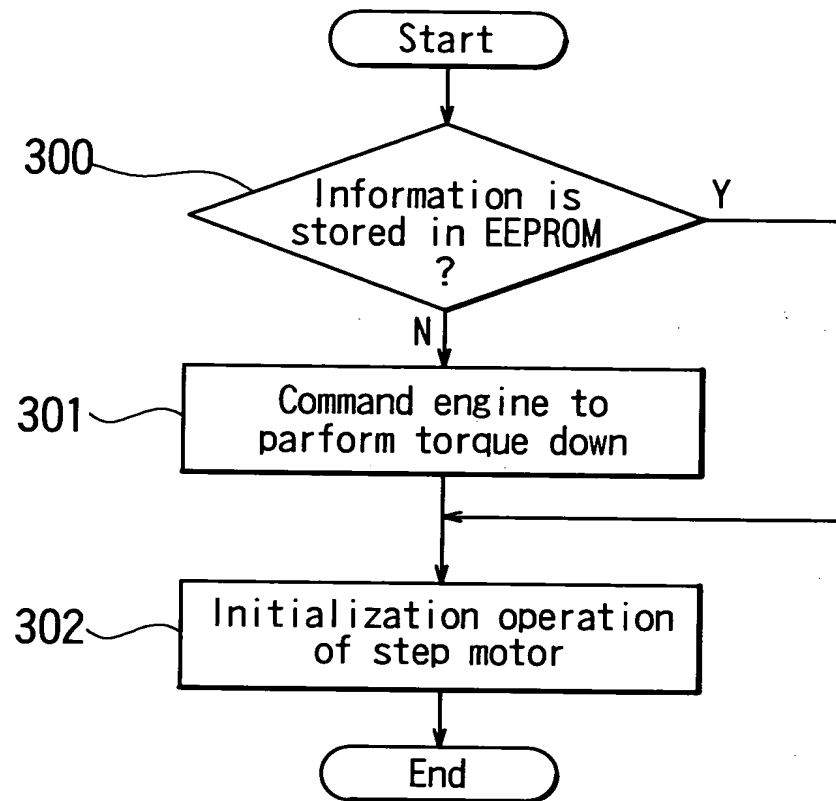 Start
300
Information is
stored in EEPROM
?
Y
N
301
Command engine to
parform torque down
302
Initialization operation
of step motor
End